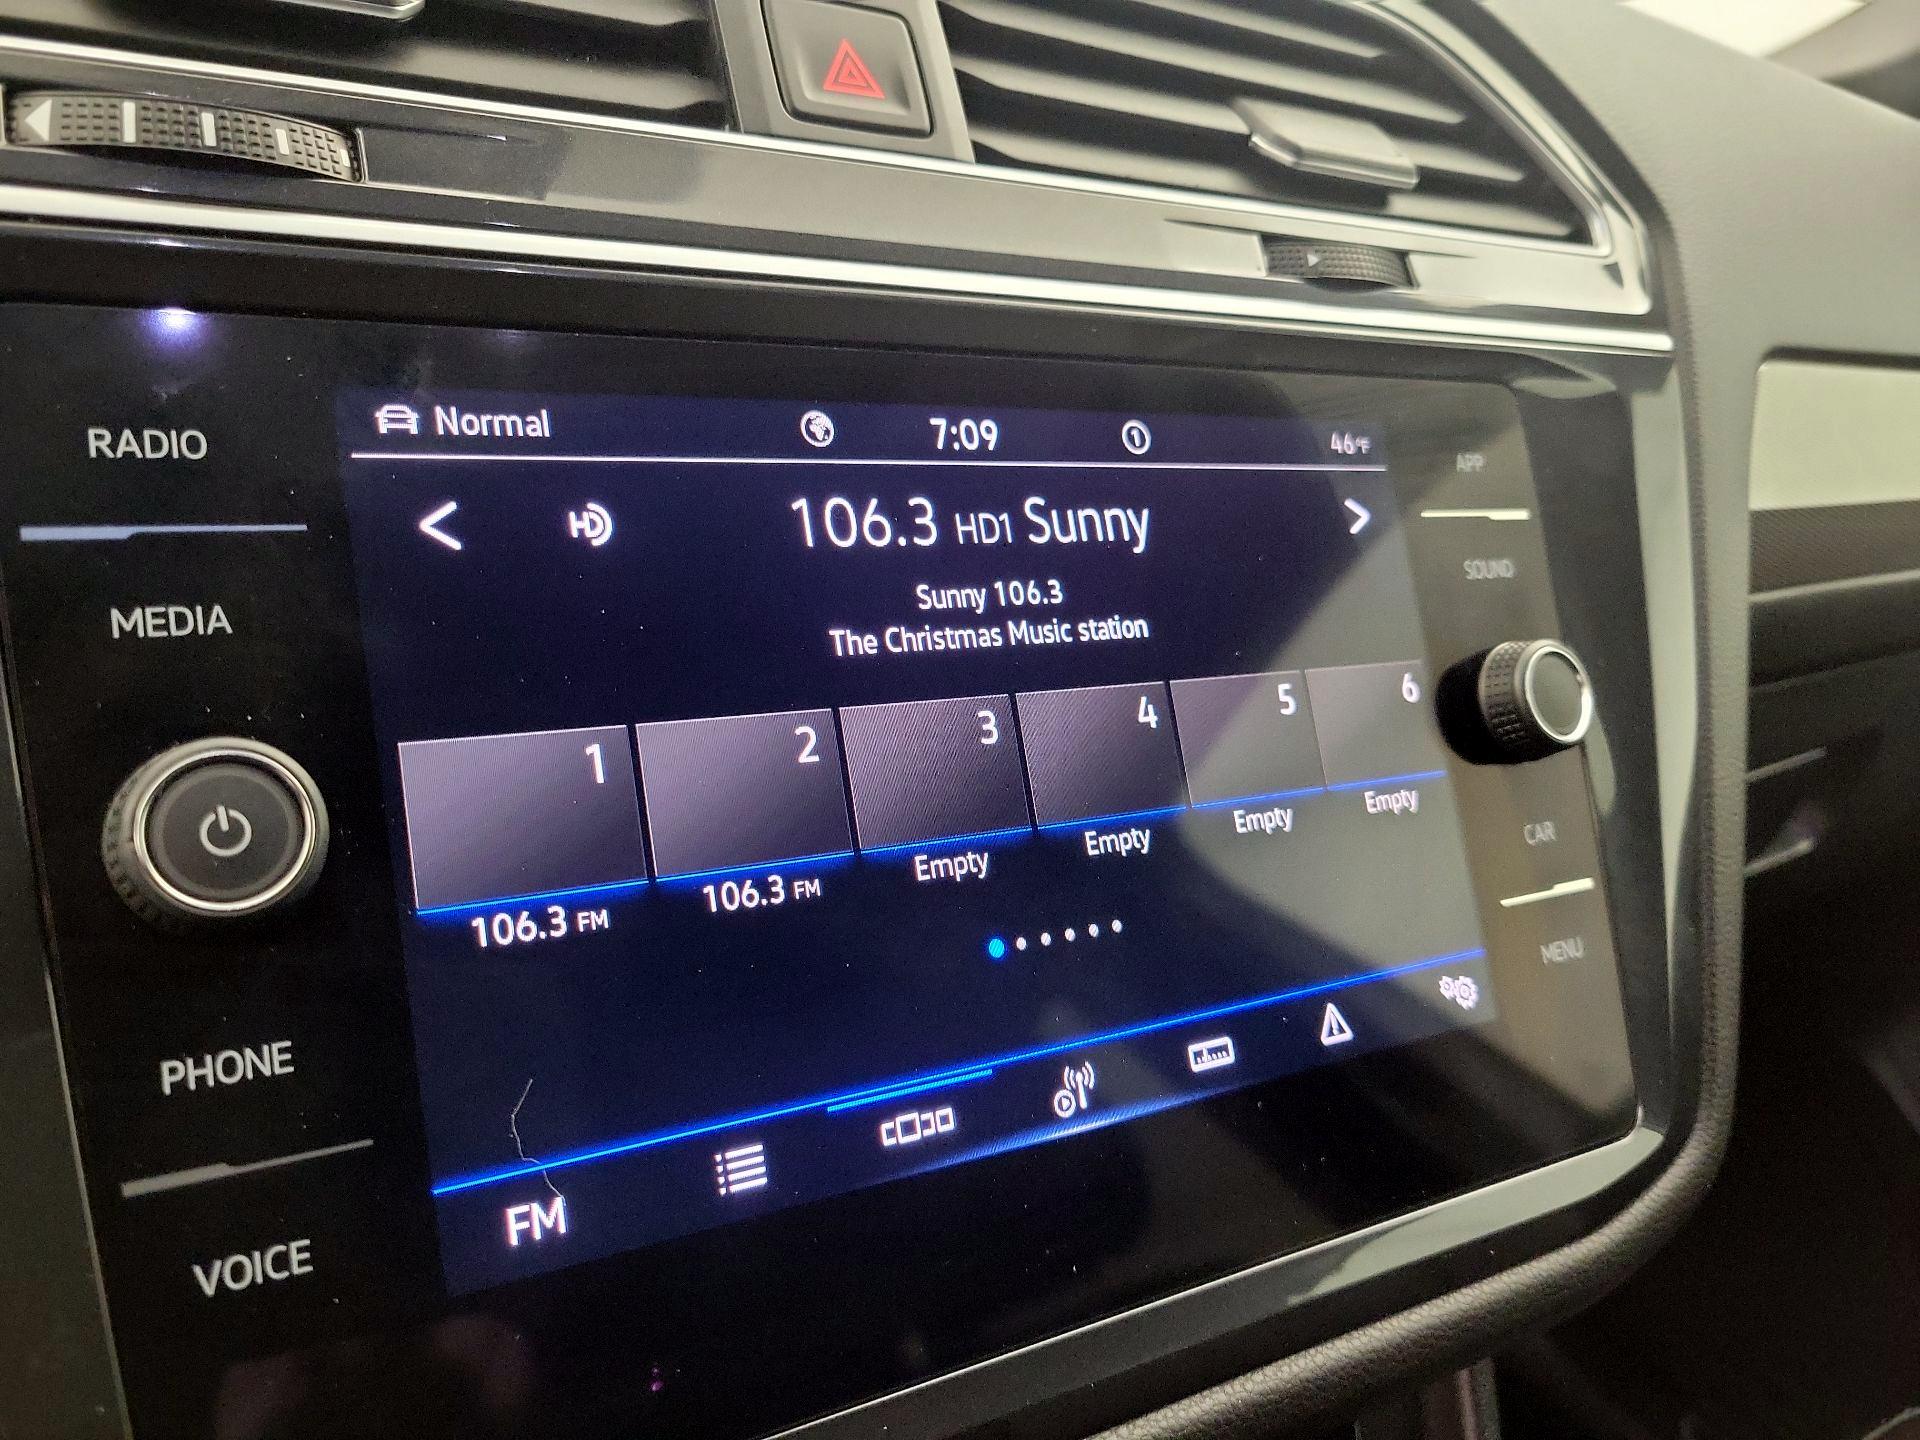 Normal 7:09 1 46°F
RADIO
APP
HD 106.3 HD1 Sunny
SOUND
MEDIA
Sunny 106.3
The Christmas Music station
1 2 3 4 5 6
106.3 FM 106.3 FM Empty Empty Empty Empty
CAR
MENU
PHONE
FM
VOICE